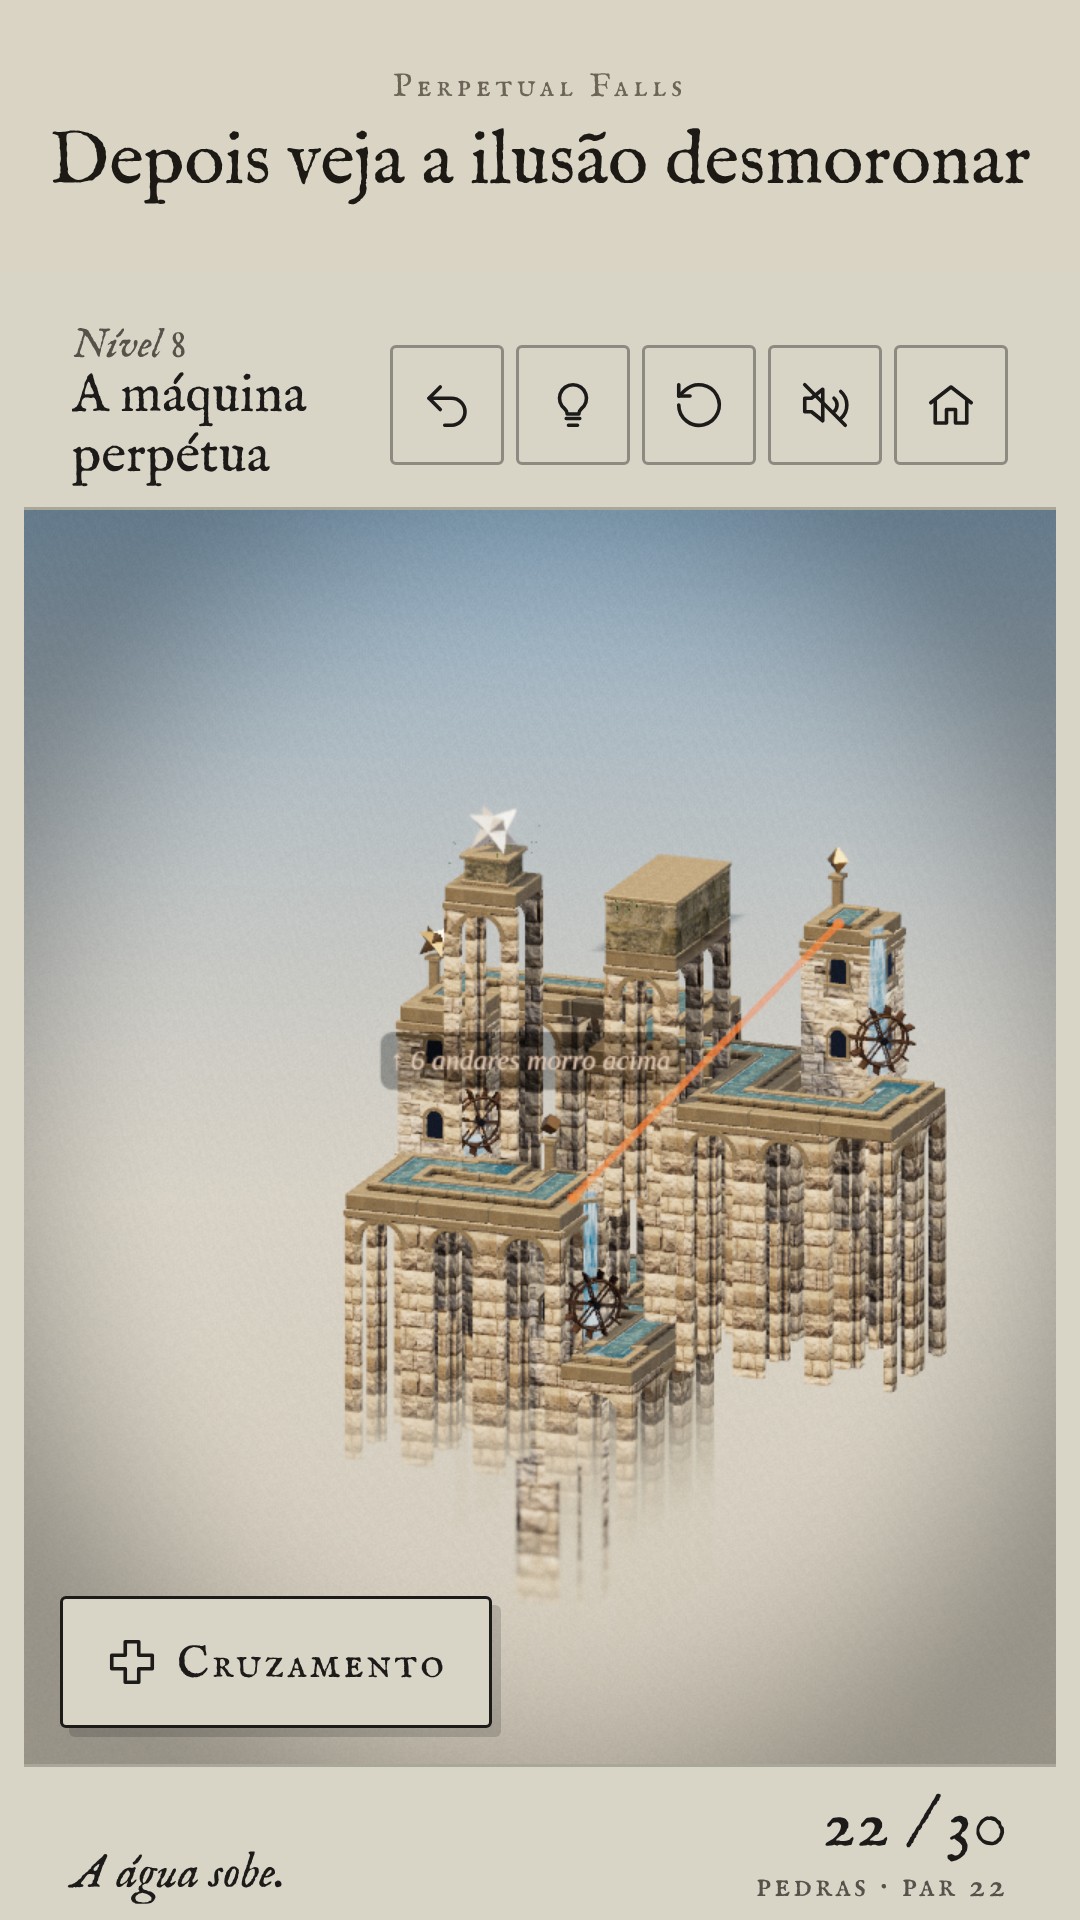 Perpetual Falls
Depois veja a ilusão desmoronar
Nível 8
A máquina
perpétua
↑ 6 andares morro acima
Cruzamento
A água sobe.
22 / 30
PEDRAS · PAR 22